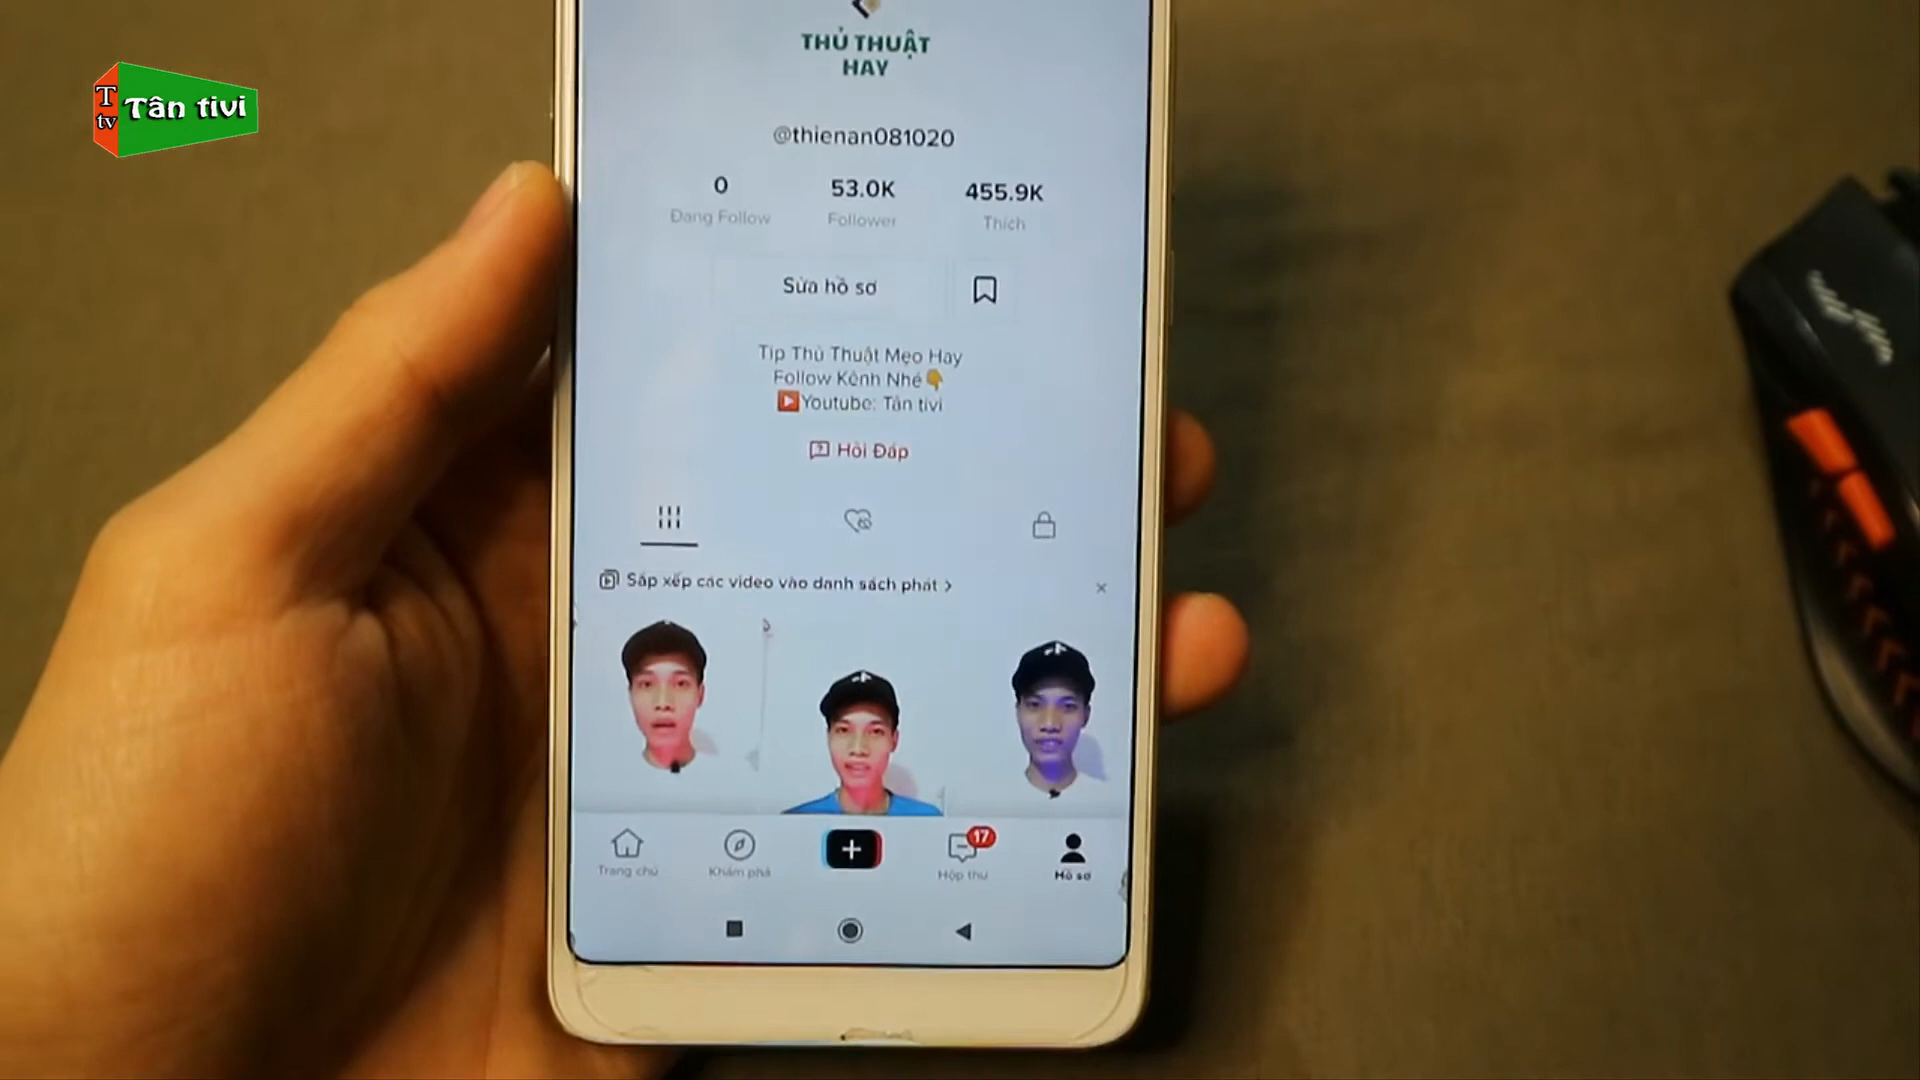 T
tv
Tân tivi
THỦ THUẬT
HAY
@thienan081020
0
53.0K
455.9K
Đang Follow
Follower
Thích
Sửa hồ sơ
Tip Thủ Thuật Mẹo Hay
Follow Kênh Nhé
Youtube: Tân tivi
Hỏi Đáp
Sắp xếp các video vào danh sách phát
17
Trang chủ
Khám phá
Hộp thư
Hồ sơ